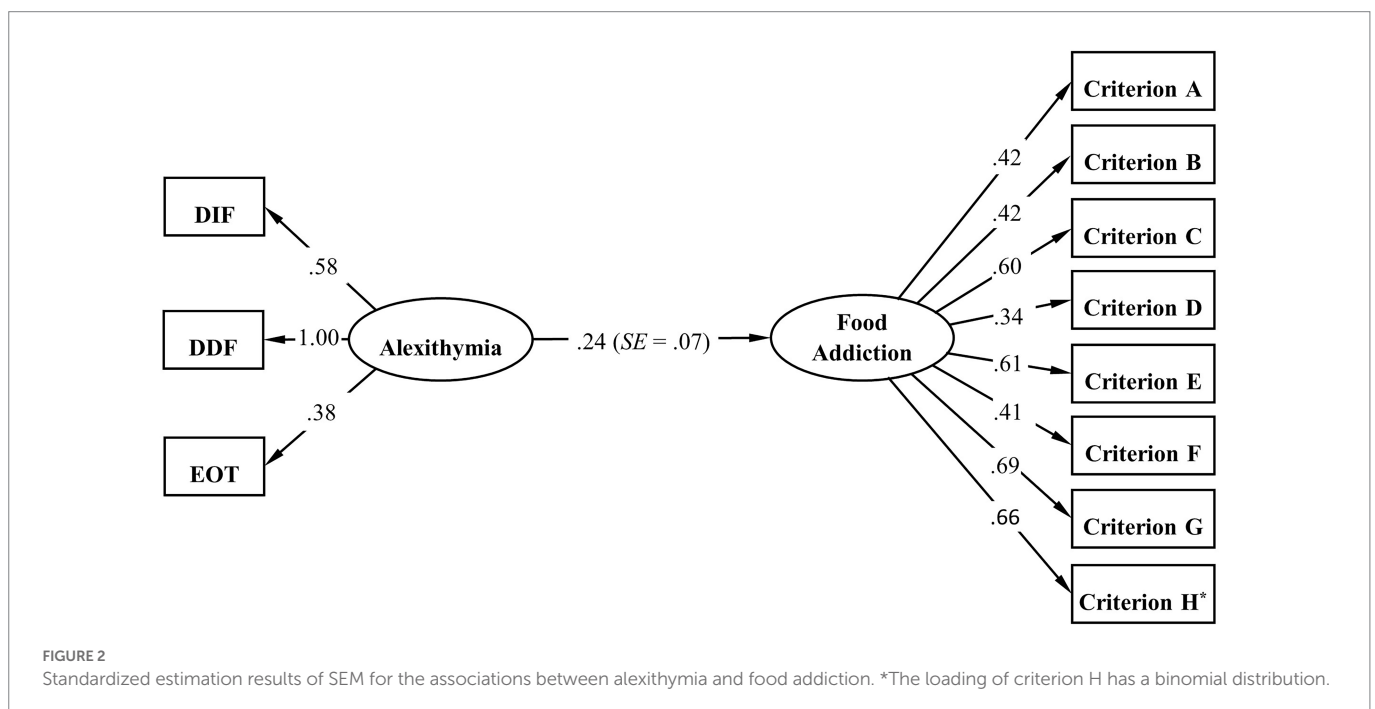 Criterion A
.42
Criterion B
DIF
.42
Criterion C
.58
.60
Criterion D
.34
Food
Addiction
DDF
1.00
Alexithymia
.24 (SE = .07)
.61
Criterion E
.38
.41
Criterion F
EOT
.69
.66
Criterion G
Criterion H*
FIGURE 2
Standardized estimation results of SEM for the associations between alexithymia and food addiction. *The loading of criterion H has a binomial distribution.